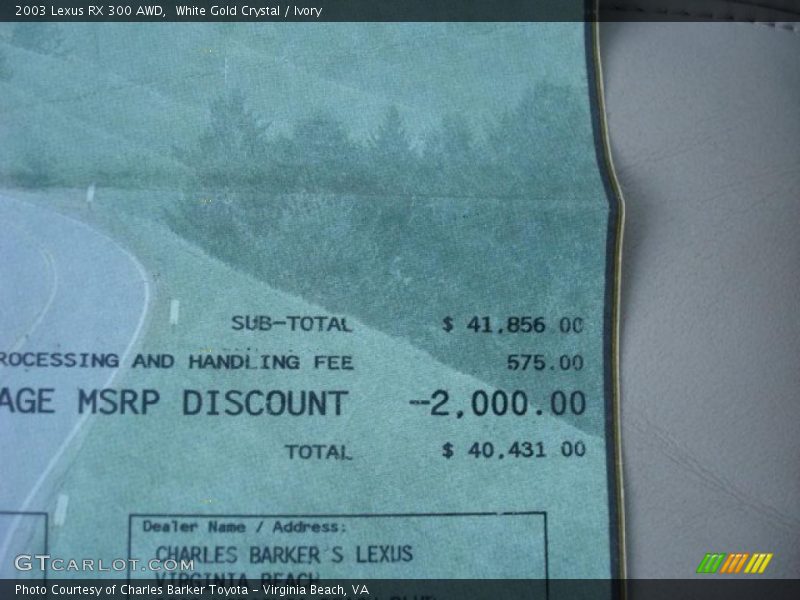 2003 Lexus RX 300 AWD, White Gold Crystal / Ivory
SUB-TOTAL $ 41,856 00
ROCESSING AND HANDLING FEE 575.00
AGE MSRP DISCOUNT -2,000.00
TOTAL $ 40,431 00
Dealer Name / Address:
CHARLES BARKER S LEXUS
VIRGINIA BEACH
GTCARLOT.COM
Photo Courtesy of Charles Barker Toyota – Virginia Beach, VA